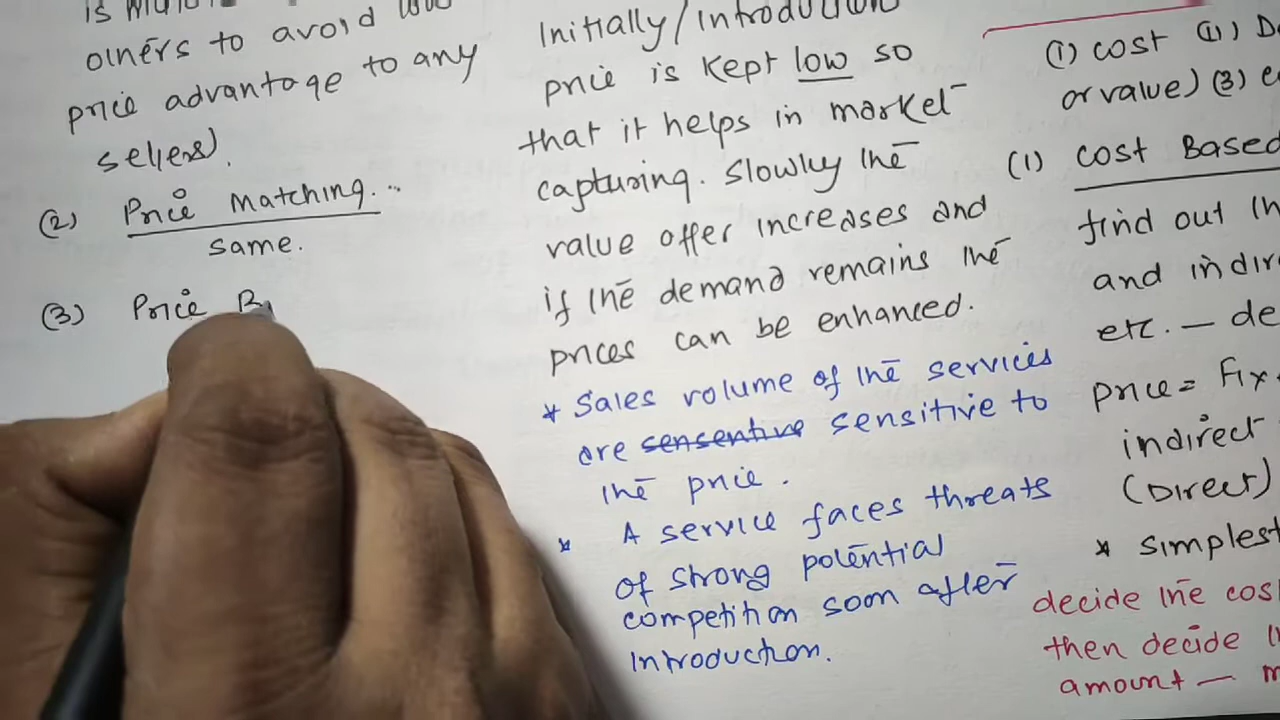 others to avoid
price advantage to any
sellers).
(2) Price Matching...
same.
(3) Price B
Initially/Introduction
price is kept low so
that it helps in market
capturing. Slowly the
value offer increases and
if the demand remains the
prices can be enhanced.
* Sales volume of the services
are sensentive sensitive to
the price.
* A service faces threats
of strong potential
competition soon after
introduction.
(i) cost (ii) D
or value) (3)
(1) cost Based
find out
and indir
etc. — de
price = Fix
indirect
(Direct)
* simplest
decide the cost
then decide
amount —